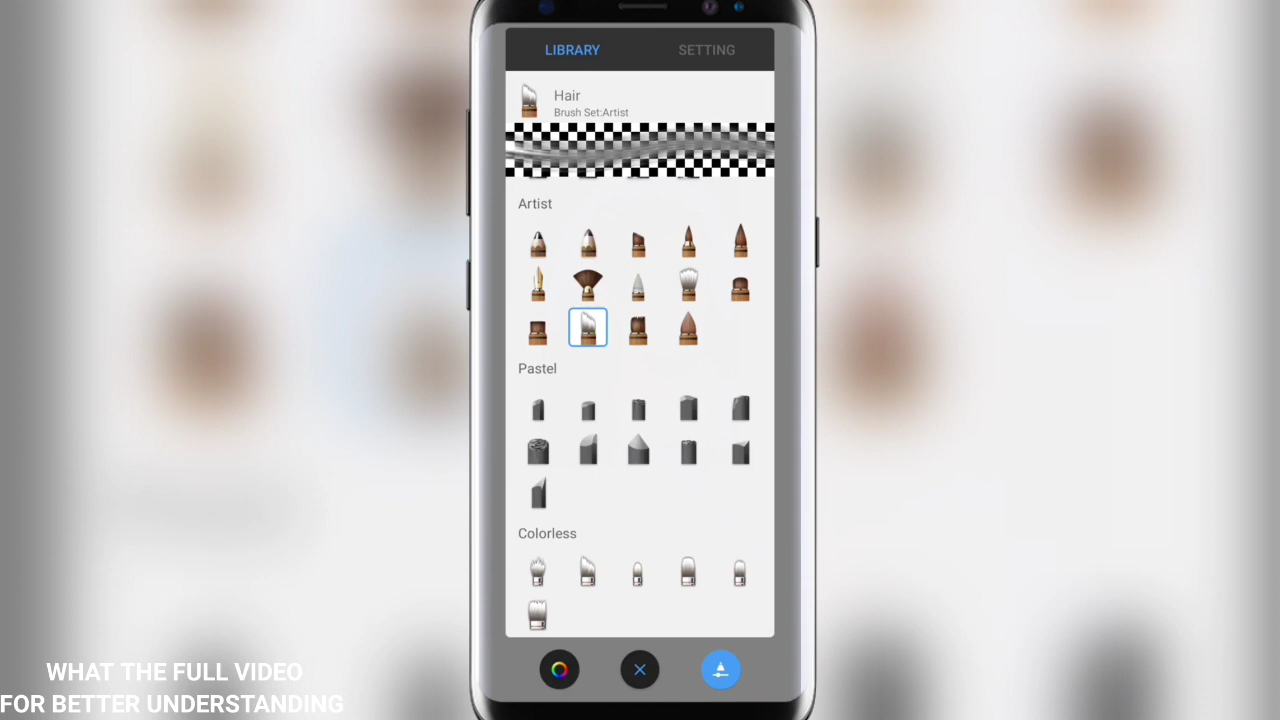 LIBRARY SETTING
Hair
Brush Set:Artist
Artist
Pastel
Colorless
WHAT THE FULL VIDEO
FOR BETTER UNDERSTANDING